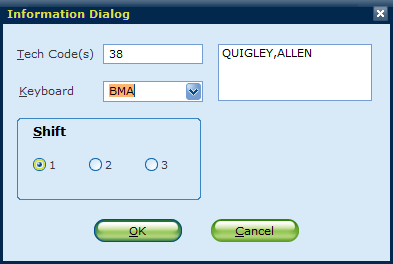 Information Dialog
Tech Code(s) 38 QUIGLEY,ALLEN
Keyboard BMA
Shift
1 2 3
OK Cancel